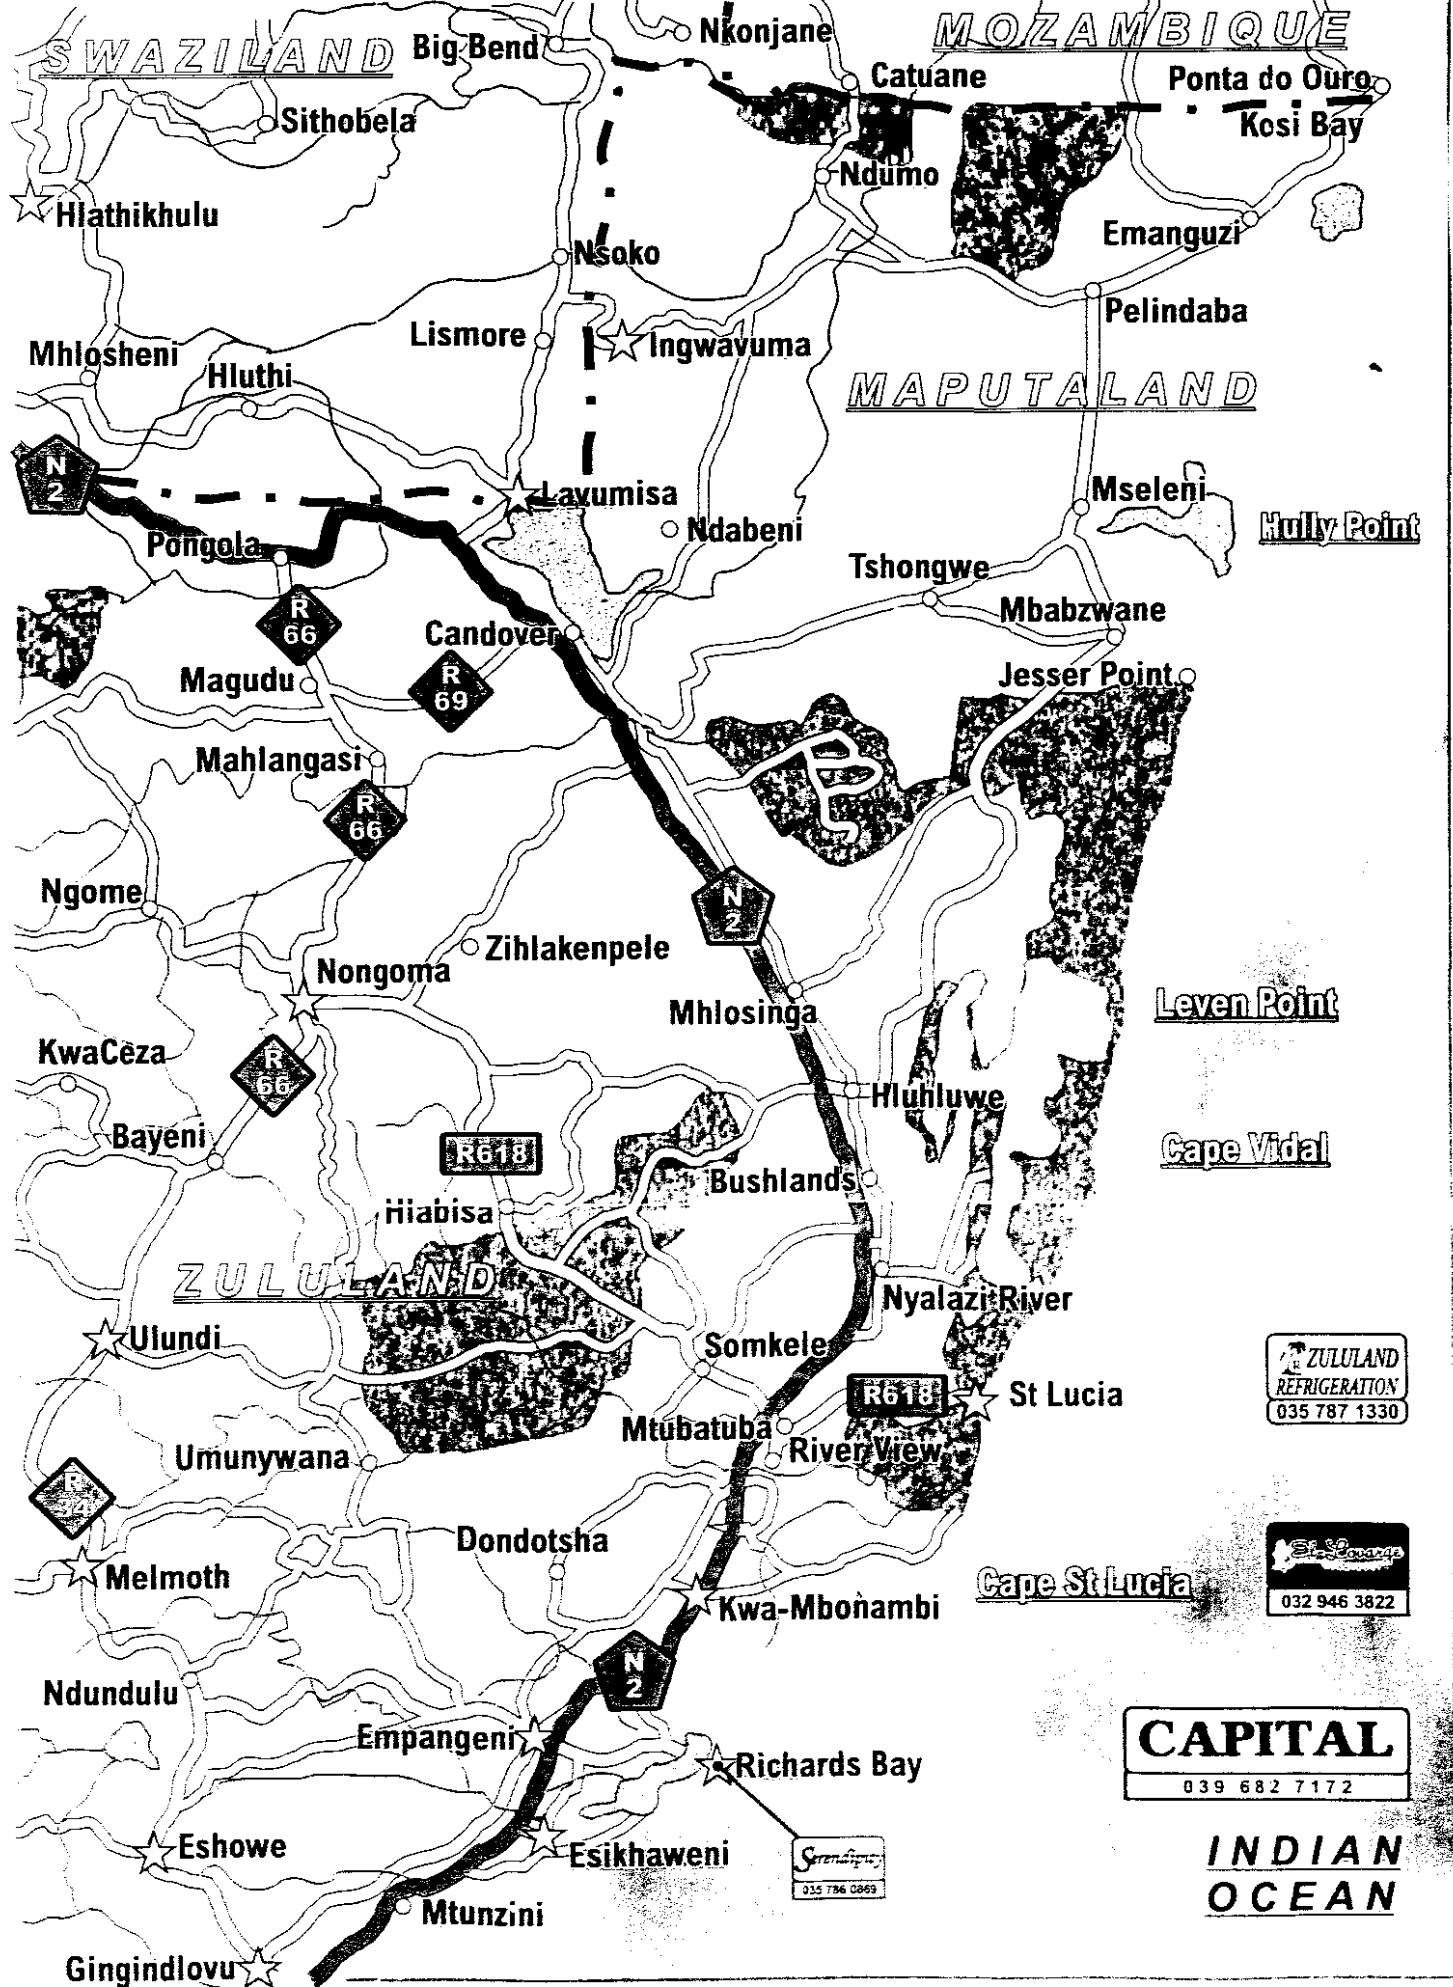 SWAZILAND
Big Bend
Nkonjane
MOZAMBIQUE
Catuane
Ponta do Ouro
Sithobela
Kosi Bay
Ndumo
Hlathikhulu
Emanguzi
Nsoko
Pelindaba
Lismore
Ingwavuma
Mhlosheni
Hluthi
MAPUTALAND
N
2
Lavumisa
Mseleni
Ndabeni
Hully Point
Pongola
Tshongwe
R
66
Candover
Mbabzwane
Magudu
R
69
Jesser Point
Mahlangasi
R
66
Ngome
N
2
Zihlakenpele
Nongoma
Mhlosinga
Leven Point
KwaCeza
R
66
Hluhluwe
Bayeni
R618
Cape Vidal
Bushlands
Hiabisa
ZULULAND
Nyalazi River
Ulundi
Somkele
ZULULAND
REFRIGERATION
035 787 1330
R618
St Lucia
Mtubatuba
River View
Umunywana
R
34
Dondotsha
Melmoth
Cape St Lucia
032 946 3822
Kwa-Mbonambi
N
2
Ndundulu
Empangeni
CAPITAL
039 682 7172
Richards Bay
Eshowe
Esikhaweni
Serendipity
035 786 0869
INDIAN
OCEAN
Mtunzini
Gingindlovu